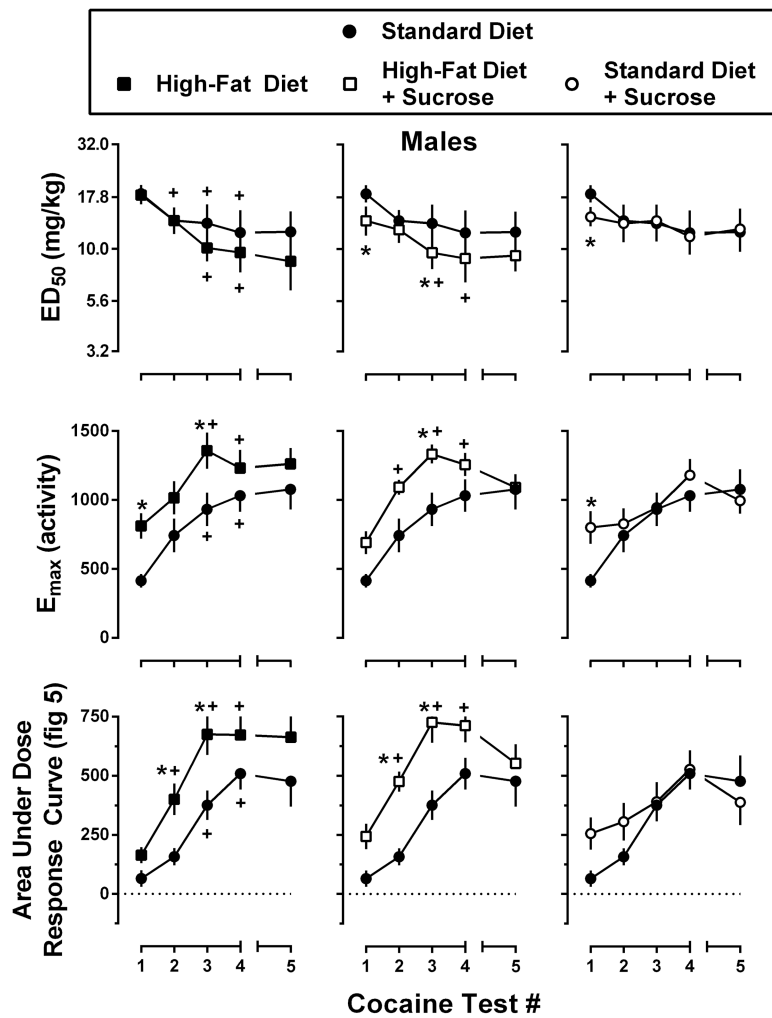 Standard Diet
High-Fat Diet
High-Fat Diet
+ Sucrose
Standard Diet
+ Sucrose
Males
ED50 (mg/kg)
32.0
17.8
10.0
5.6
3.2
+ + +
+ +
*
*+
+
*
Emax (activity)
1500
1000
500
0
*
*+
+
+ +
+
*+
+
*
Area Under Dose
Response Curve (fig 5)
750
500
250
0
*+
*+
+
+ +
*+
*+
+
1 2 3 4 5
1 2 3 4 5
1 2 3 4 5
Cocaine Test #